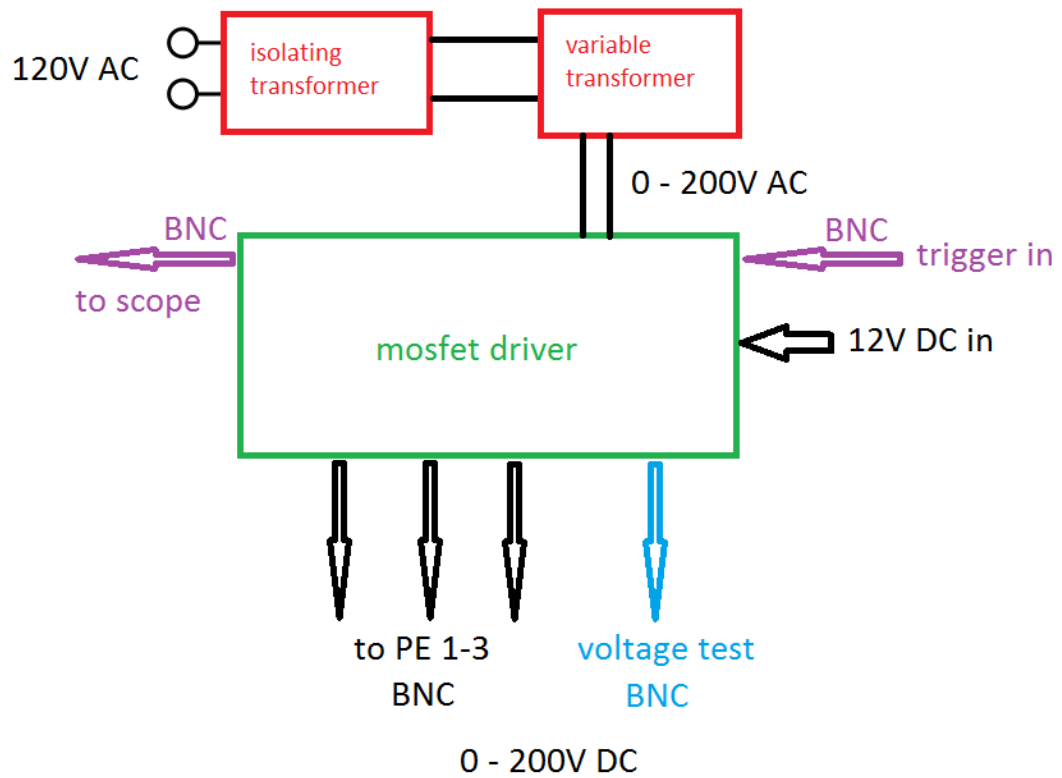 120V AC
isolating
transformer
variable
transformer
0 - 200V AC
BNC
to scope
BNC
trigger in
mosfet driver
12V DC in
to PE 1-3
BNC
voltage test
BNC
0 - 200V DC